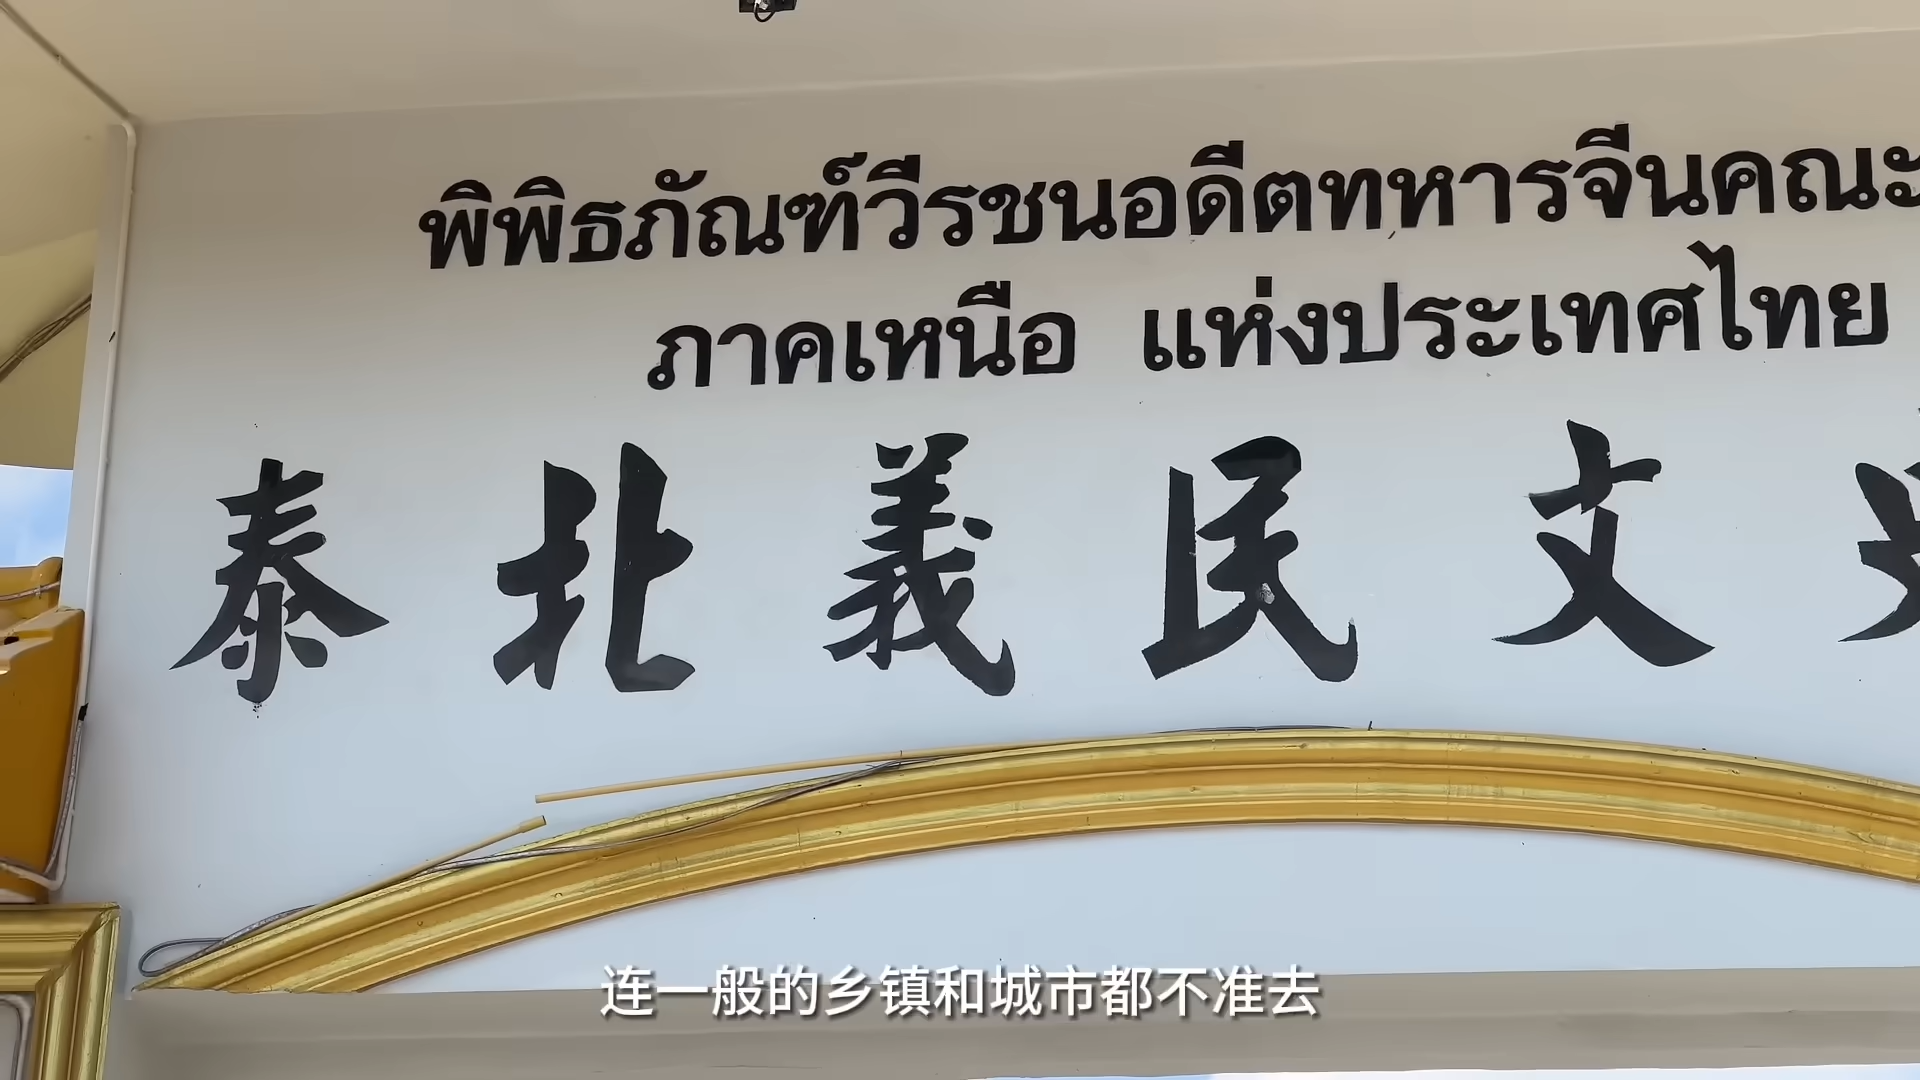 พิพิธภัณฑ์วีรชนอดีตทหารจีนคณะ
ภาคเหนือ แห่งประเทศไทย
泰北義民文
连一般的乡镇和城市都不准去